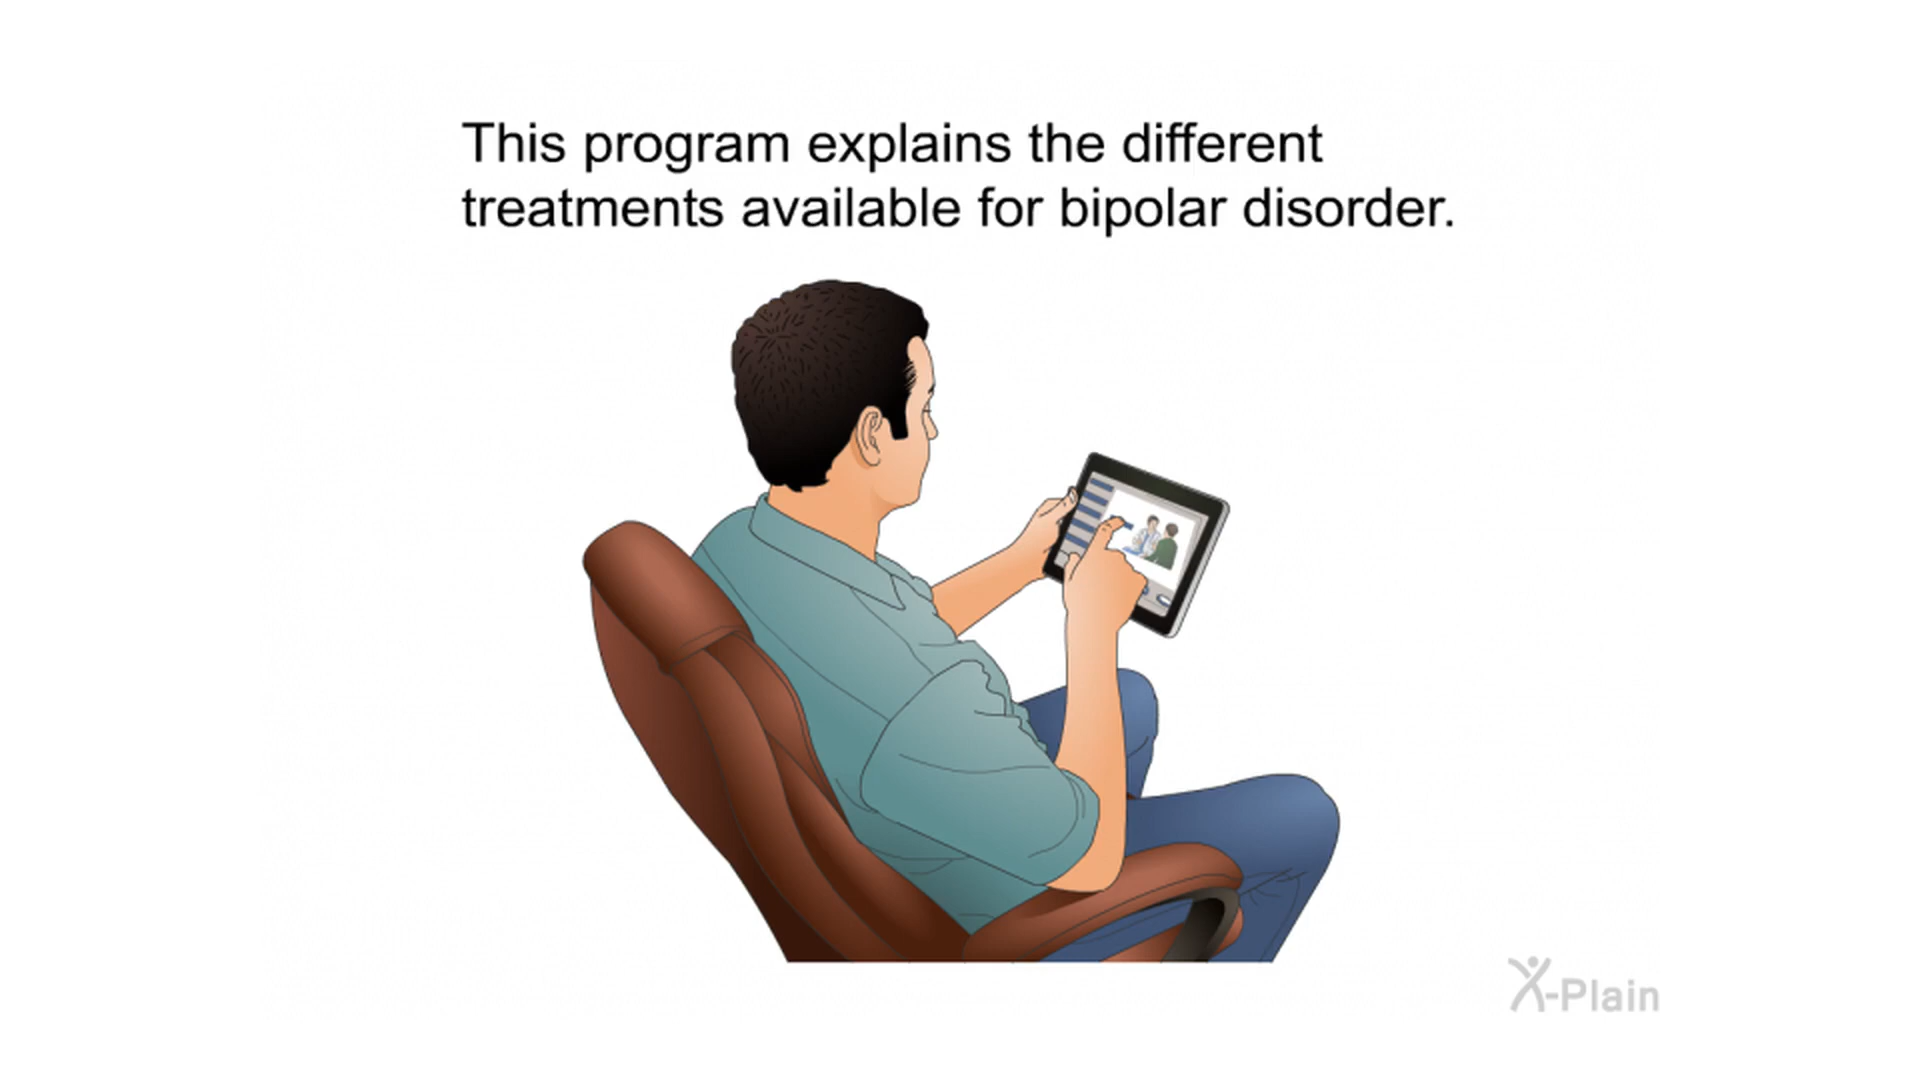 This program explains the different
treatments available for bipolar disorder.
X-Plain